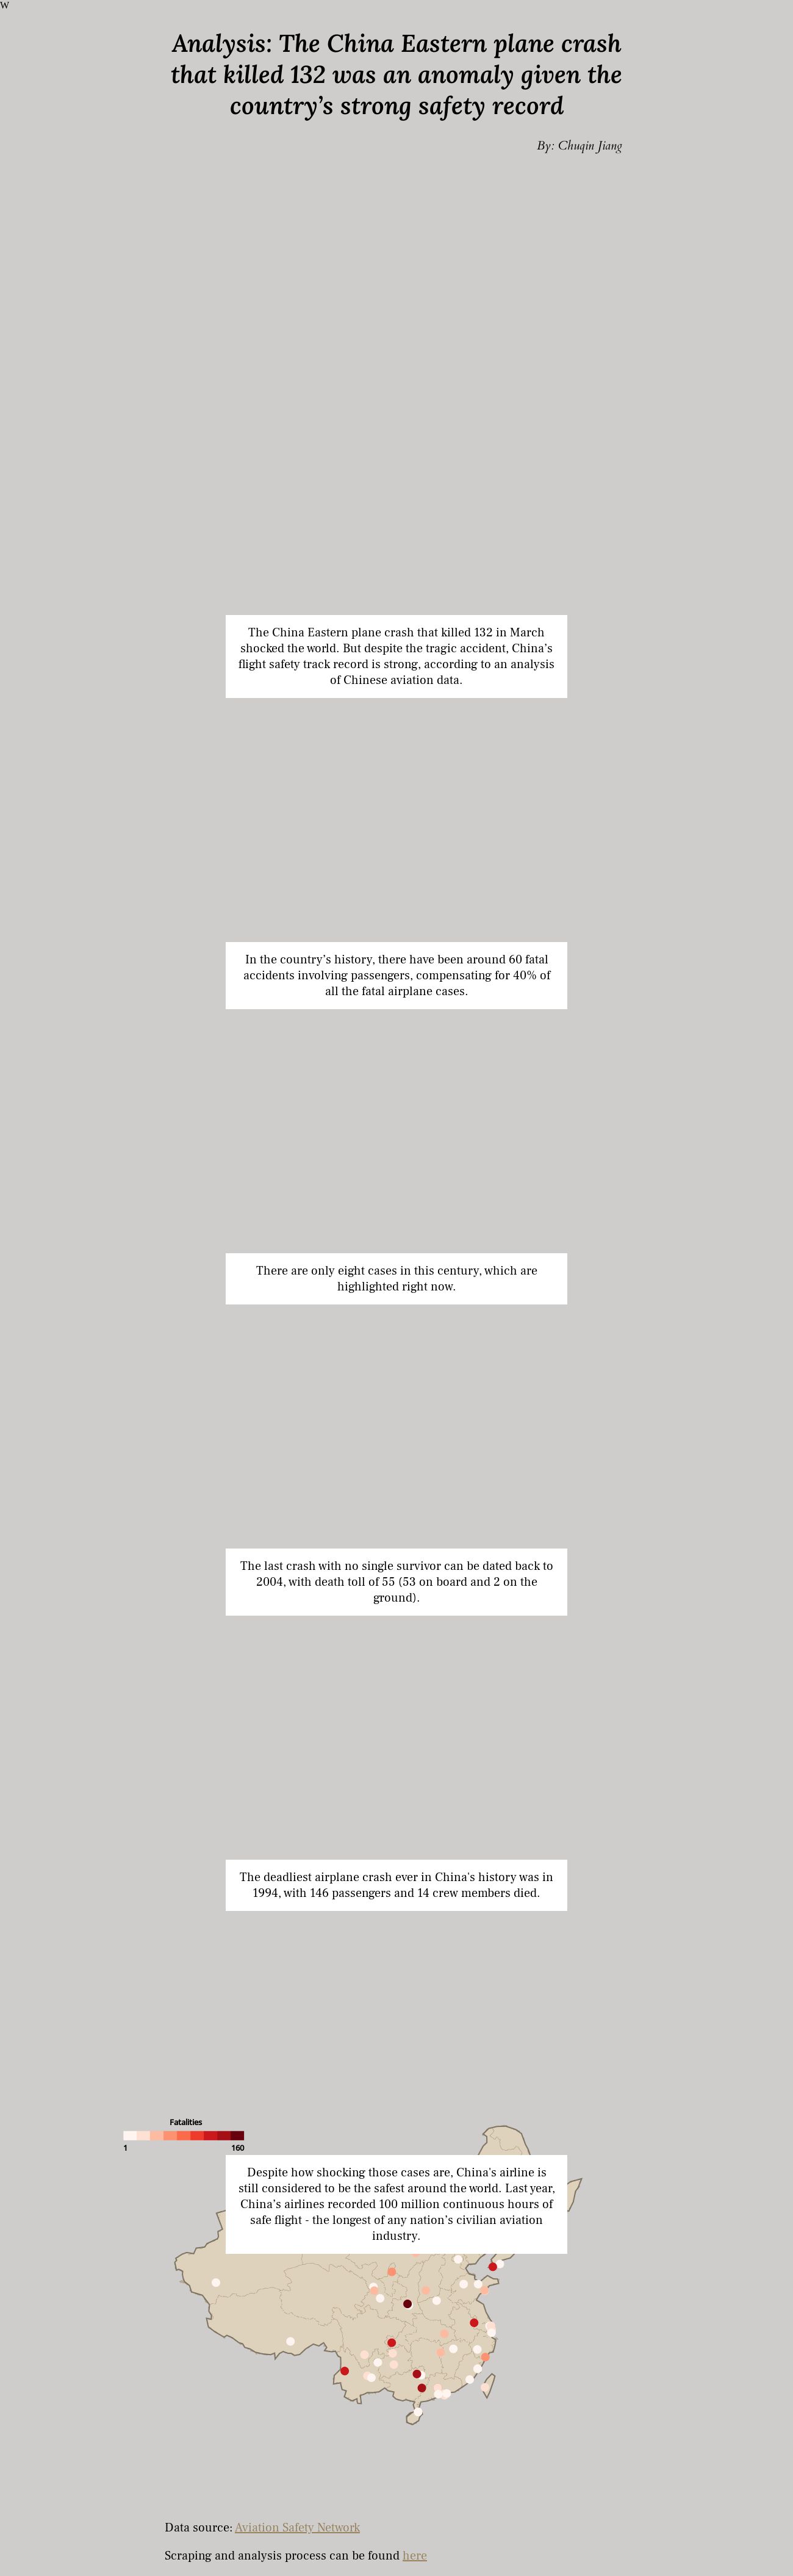 w
Analysis: The China Eastern plane crash
that killed 132 was an anomaly given the
country’s strong safety record
By: Chuqin Jiang
The China Eastern plane crash that killed 132 in March
shocked the world. But despite the tragic accident, China’s
flight safety track record is strong, according to an analysis
of Chinese aviation data.
In the country’s history, there have been around 60 fatal
accidents involving passengers, compensating for 40% of
all the fatal airplane cases.
There are only eight cases in this century, which are
highlighted right now.
The last crash with no single survivor can be dated back to
2004, with death toll of 55 (53 on board and 2 on the
ground).
The deadliest airplane crash ever in China's history was in
1994, with 146 passengers and 14 crew members died.
Fatalities
1 160
Despite how shocking those cases are, China's airline is
still considered to be the safest around the world. Last year,
China’s airlines recorded 100 million continuous hours of
safe flight - the longest of any nation’s civilian aviation
industry.
Data source: Aviation Safety Network
Scraping and analysis process can be found here